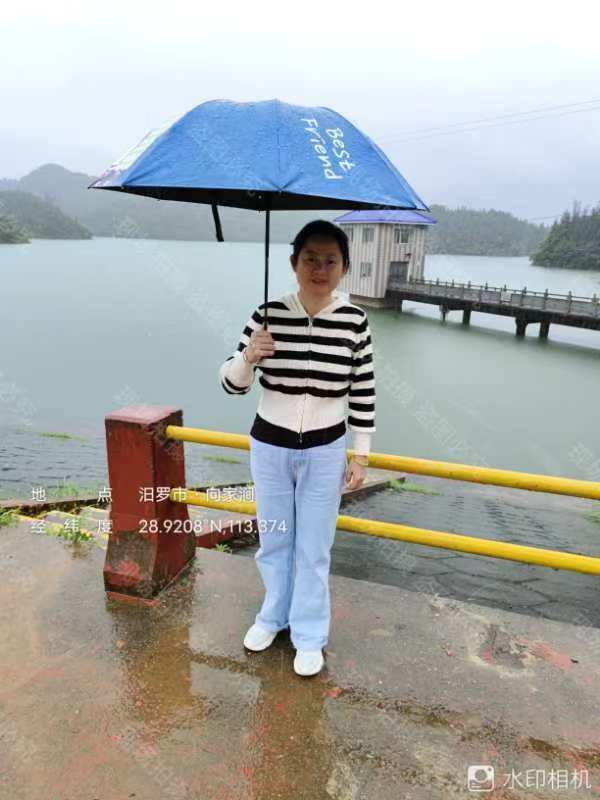 Best
Friend
地 点 汨罗市·向家洞
经纬度 28.9208°N,113.374
水印相机